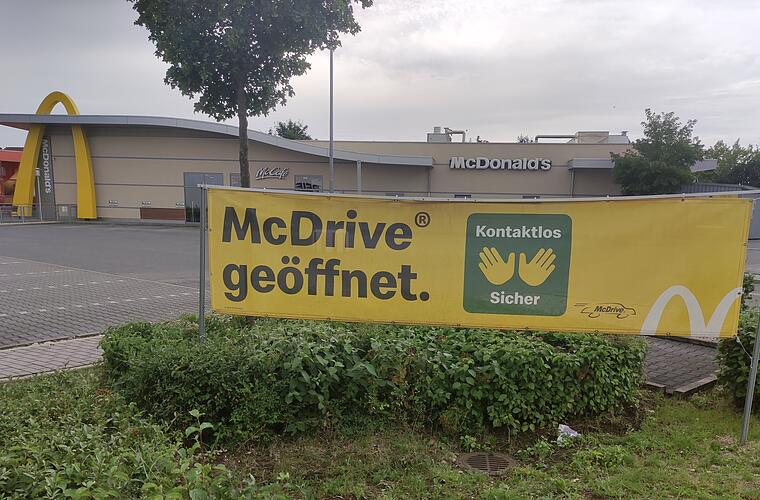 McDonald's
McCafé
McDonald's
McDrive®
geöffnet.
Kontaktlos
Sicher
McDrive